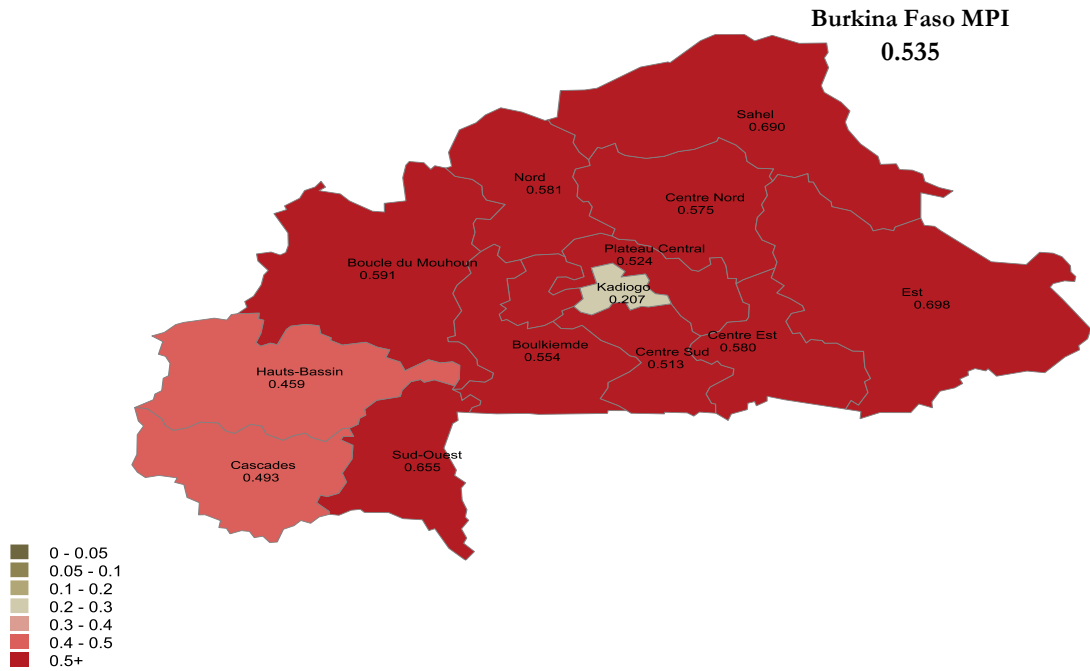 Burkina Faso MPI
0.535
Sahel
0.690
Nord
0.581
Centre Nord
0.575
Plateau Central
0.524
Boucle du Mouhoun
0.591
Kadiogo
0.207
Est
0.698
Boulkiemde
0.554
Centre Sud
0.513
Centre Est
0.580
Hauts-Bassin
0.459
Sud-Ouest
0.655
Cascades
0.493
0 - 0.05
0.05 - 0.1
0.1 - 0.2
0.2 - 0.3
0.3 - 0.4
0.4 - 0.5
0.5+